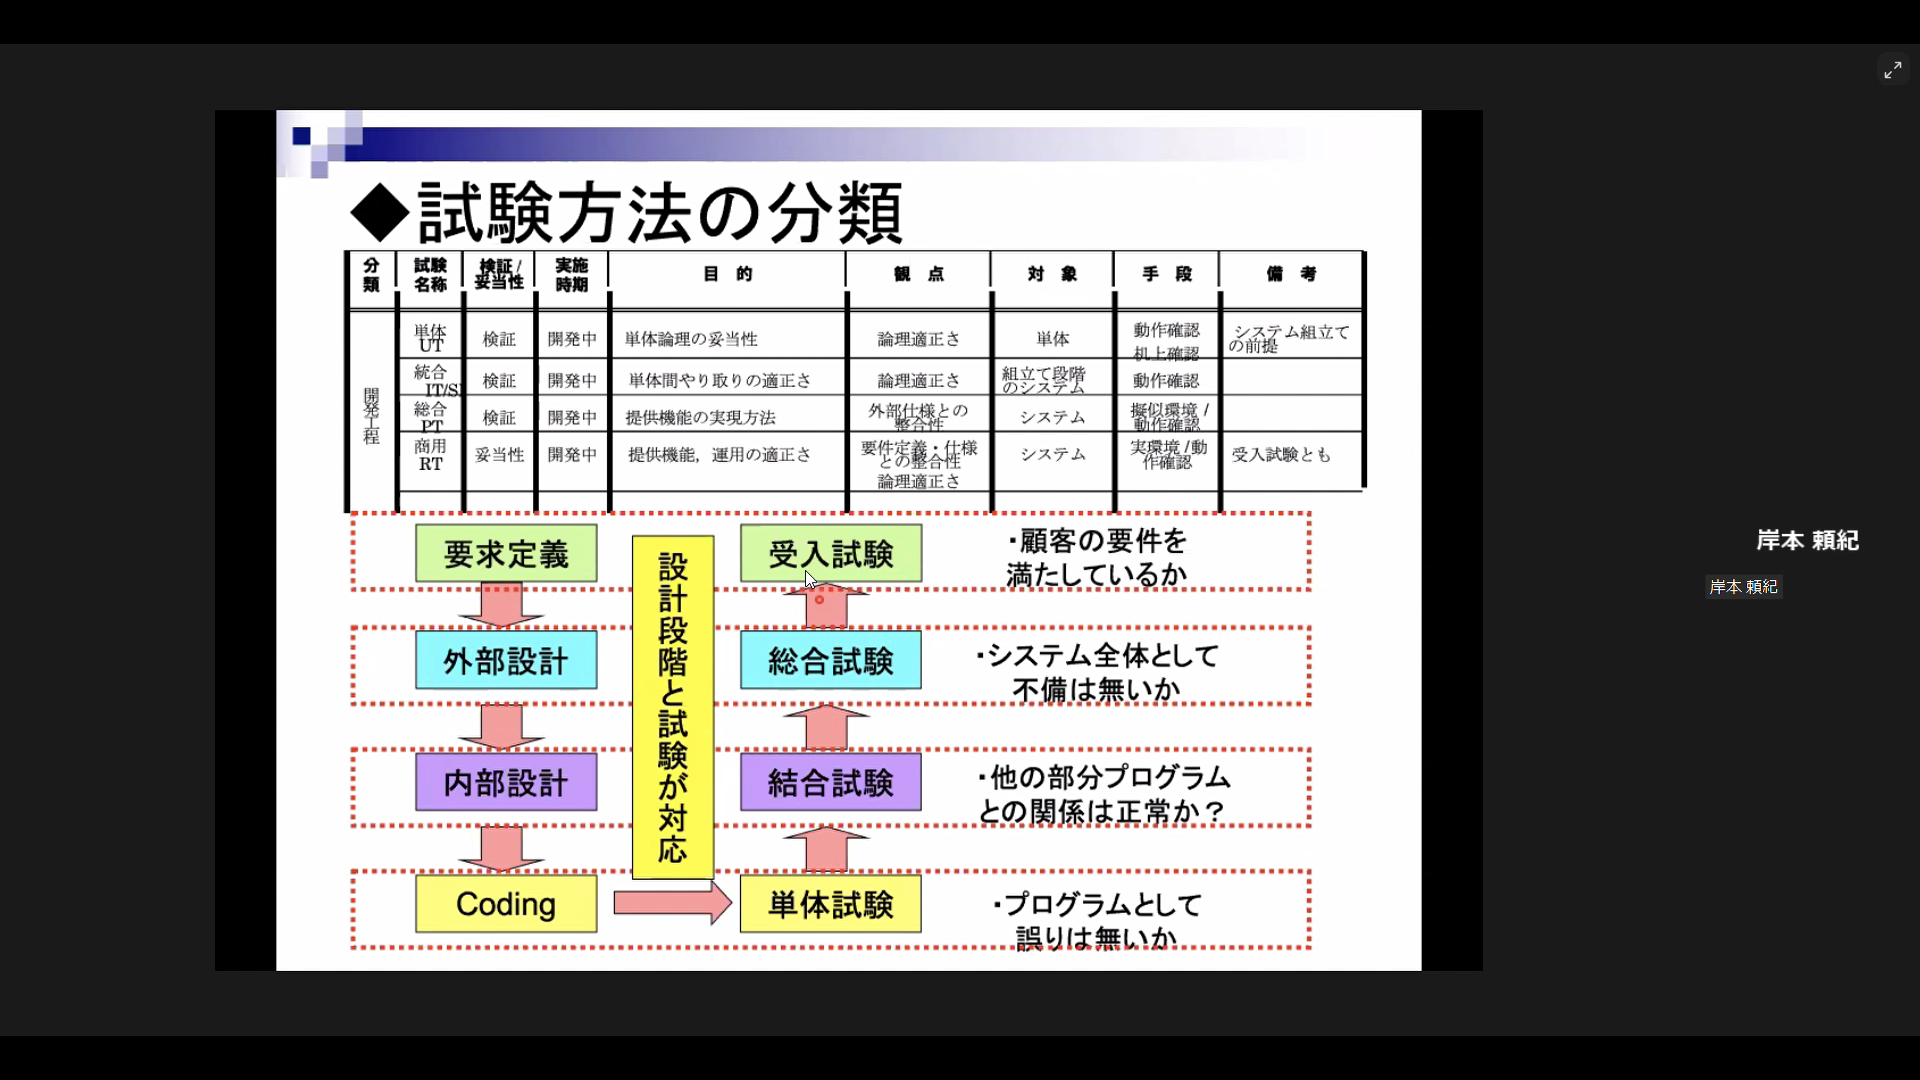 ◆試験方法の分類
分類 試験名称 検証/妥当性 実施時期 目 的 観 点 対 象 手 段 備 考
開発工程
単体 UT 検証 開発中 単体論理の妥当性 論理適正さ 単体 動作確認 机上確認 システム組立ての前提
統合 IT/S 検証 開発中 単体間やり取りの適正さ 論理適正さ 組立て段階のシステム 動作確認
総合 PT 検証 開発中 提供機能の実現方法 外部仕様との整合性 システム 擬似環境/動作確認
商用 RT 妥当性 開発中 提供機能，運用の適正さ 要件定義・仕様との整合性 論理適正さ システム 実環境/動作確認 受入試験とも
要求定義
受入試験
・顧客の要件を
満たしているか
外部設計
総合試験
・システム全体として
不備は無いか
設計段階と試験が対応
内部設計
結合試験
・他の部分プログラム
との関係は正常か？
Coding
単体試験
・プログラムとして
誤りは無いか
岸本 頼紀
岸本 頼紀